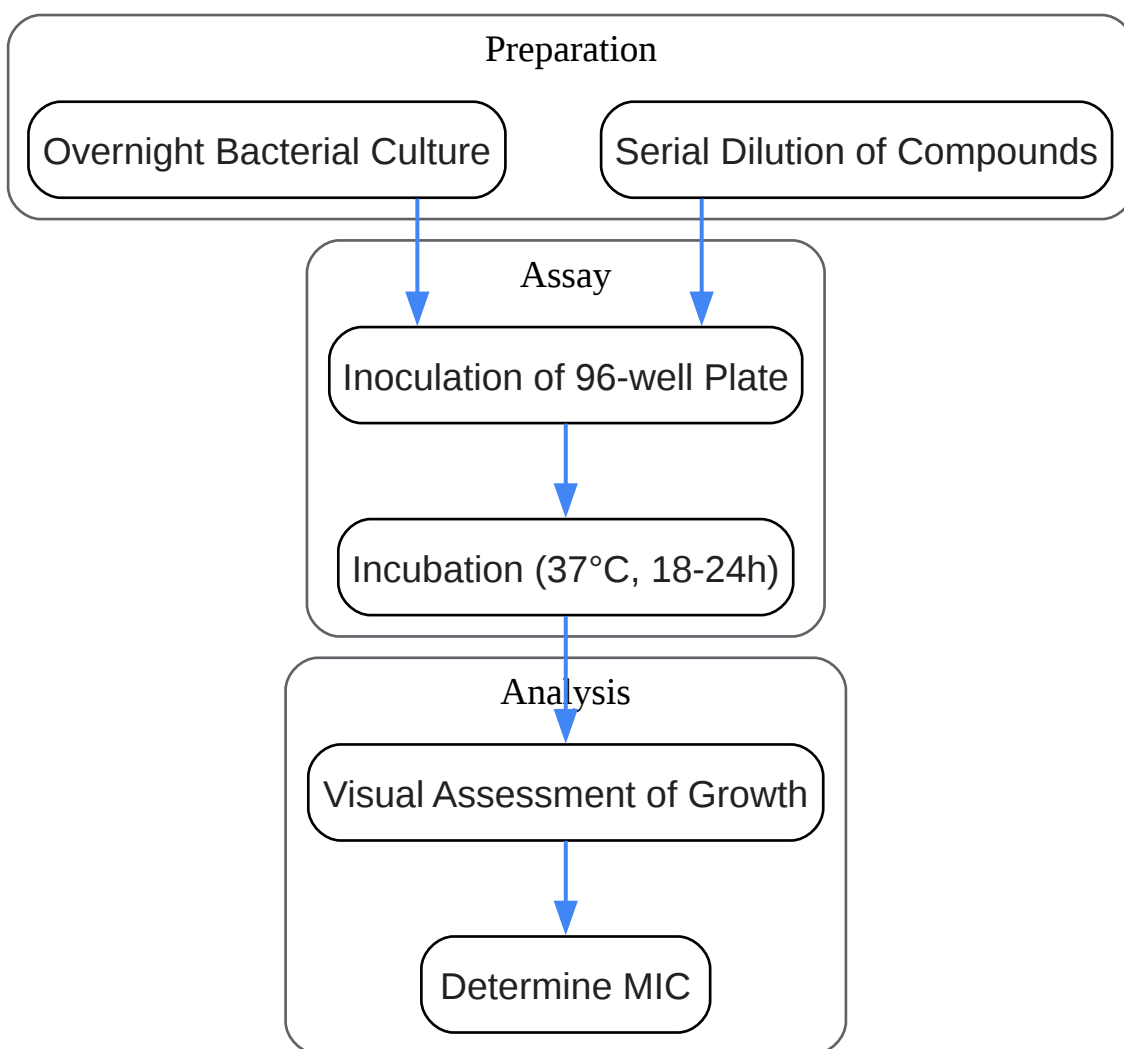 Preparation
Overnight Bacterial Culture
Serial Dilution of Compounds
Assay
Inoculation of 96-well Plate
Incubation (37°C, 18-24h)
Analysis
Visual Assessment of Growth
Determine MIC